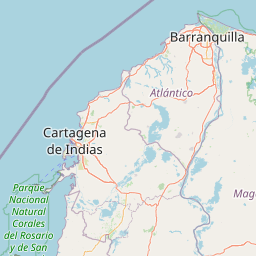 Barranquilla
Atlántico
Cartagena
de Indias
Parque
Nacional
Natural
Corales
del Rosario
y de San
Mag